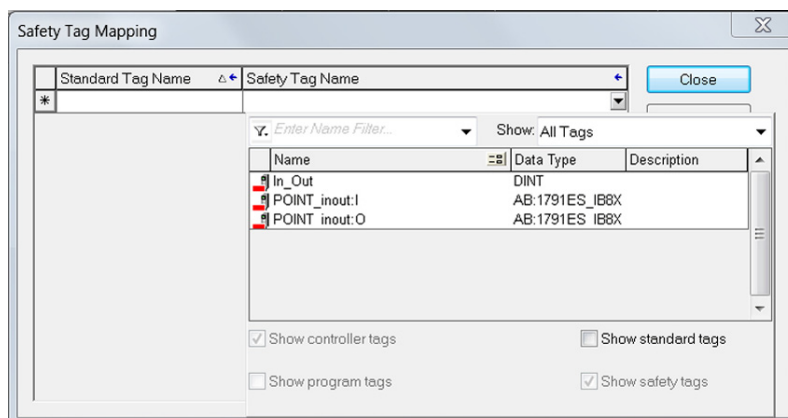 Safety Tag Mapping
Standard Tag Name Safety Tag Name
Close
Enter Name Filter... Show: All Tags
Name Data Type Description
In_Out DINT
POINT_inout:I AB:1791ES_IB8X
POINT_inout:O AB:1791ES_IB8X
Show controller tags Show standard tags
Show program tags Show safety tags